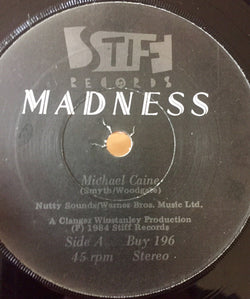 STIFF
RECORDS
MADNESS
Michael Caine
(Smyth/Woodgate)
Nutty Sounds/Warner Bros. Music Ltd.
A Clanger Winstanley Production
(P) 1984 Stiff Records
Side A Buy 196
45 rpm Stereo